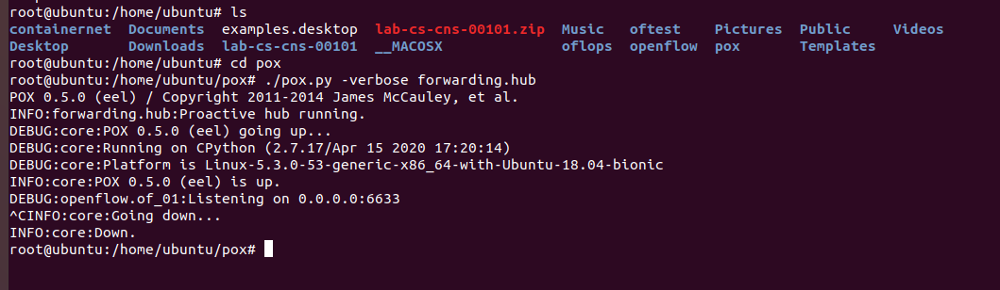 root@ubuntu:/home/ubuntu# ls
containernet  Documents  examples.desktop  lab-cs-cns-00101.zip  Music  oftest  Pictures  Public  Videos
Desktop  Downloads  lab-cs-cns-00101  __MACOSX  oflops  openflow  pox  Templates
root@ubuntu:/home/ubuntu# cd pox
root@ubuntu:/home/ubuntu/pox# ./pox.py -verbose forwarding.hub
POX 0.5.0 (eel) / Copyright 2011-2014 James McCauley, et al.
INFO:forwarding.hub:Proactive hub running.
DEBUG:core:POX 0.5.0 (eel) going up...
DEBUG:core:Running on CPython (2.7.17/Apr 15 2020 17:20:14)
DEBUG:core:Platform is Linux-5.3.0-53-generic-x86_64-with-Ubuntu-18.04-bionic
INFO:core:POX 0.5.0 (eel) is up.
DEBUG:openflow.of_01:Listening on 0.0.0.0:6633
^CINFO:core:Going down...
INFO:core:Down.
root@ubuntu:/home/ubuntu/pox#